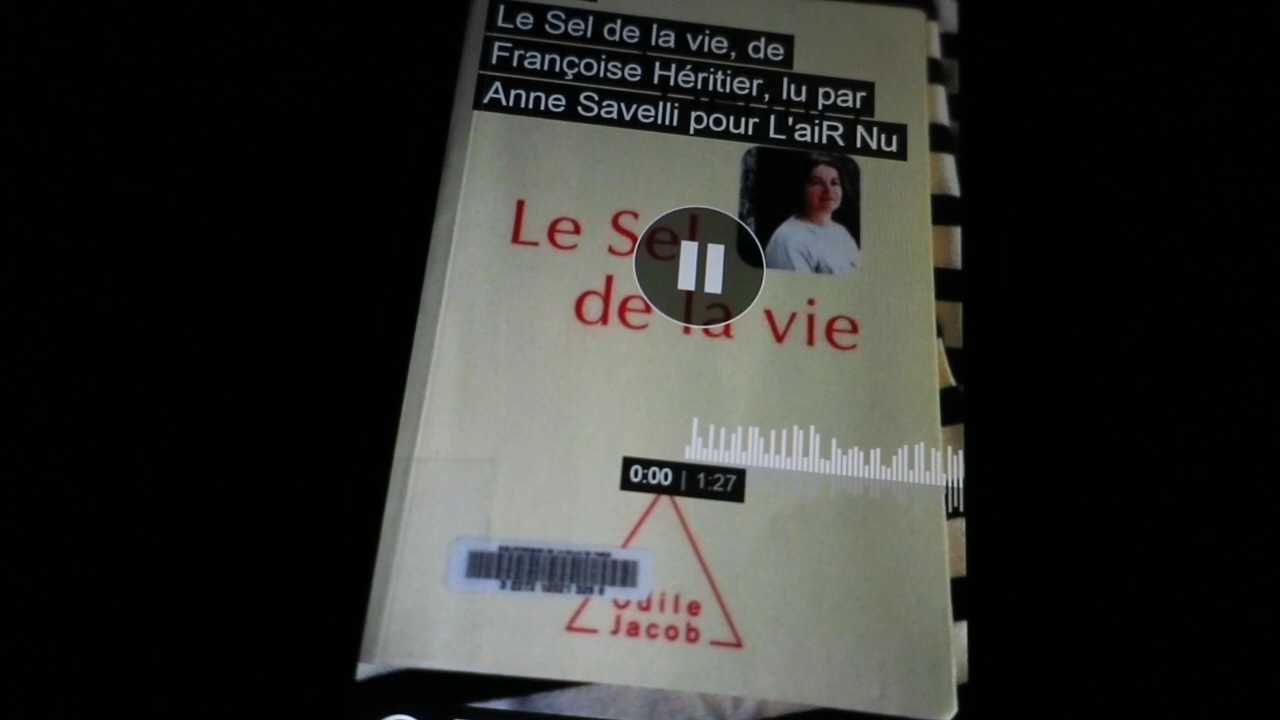 Le Sel de la vie, de
Françoise Héritier, lu par
Anne Savelli pour L'aiR Nu
Le Sel
de la vie
0:00 | 1:27
Odile
Jacob